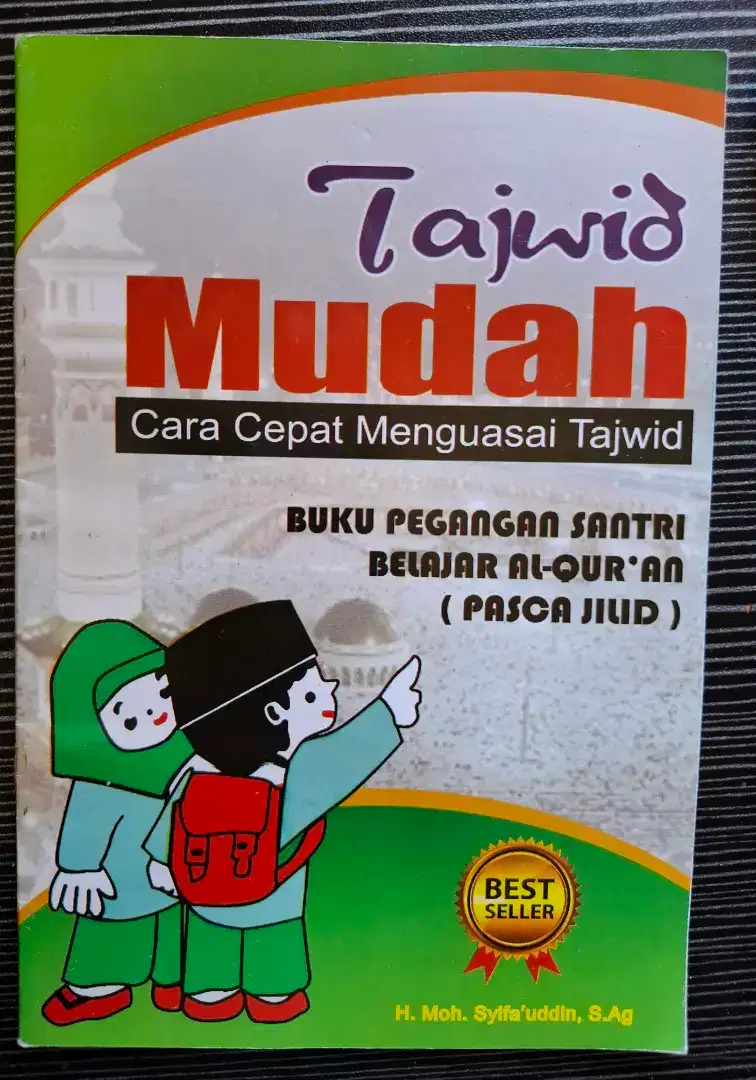 Tajwid
Mudah
Cara Cepat Menguasai Tajwid
BUKU PEGANGAN SANTRI
BELAJAR AL-QUR'AN
( PASCA JILID )
BEST
SELLER
H. Moh. Syifa'uddin, S.Ag